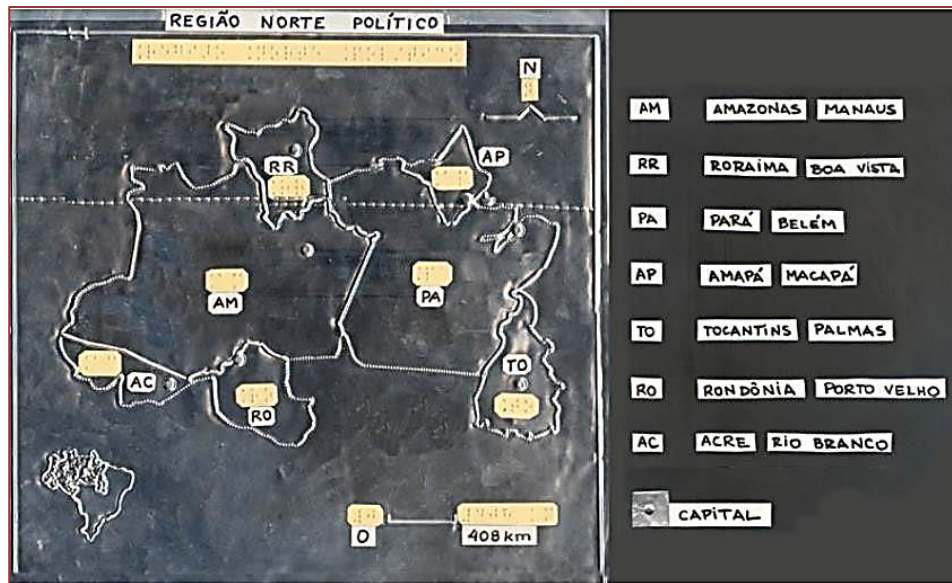 REGIÃO NORTE POLÍTICO
N
RR
AP
AM
PA
AC
RO
TO
0
408 km
AM AMAZONAS MANAUS
RR RORAIMA BOA VISTA
PA PARÁ BELÉM
AP AMAPÁ MACAPÁ
TO TOCANTINS PALMAS
RO RONDÔNIA PORTO VELHO
AC ACRE RIO BRANCO
CAPITAL